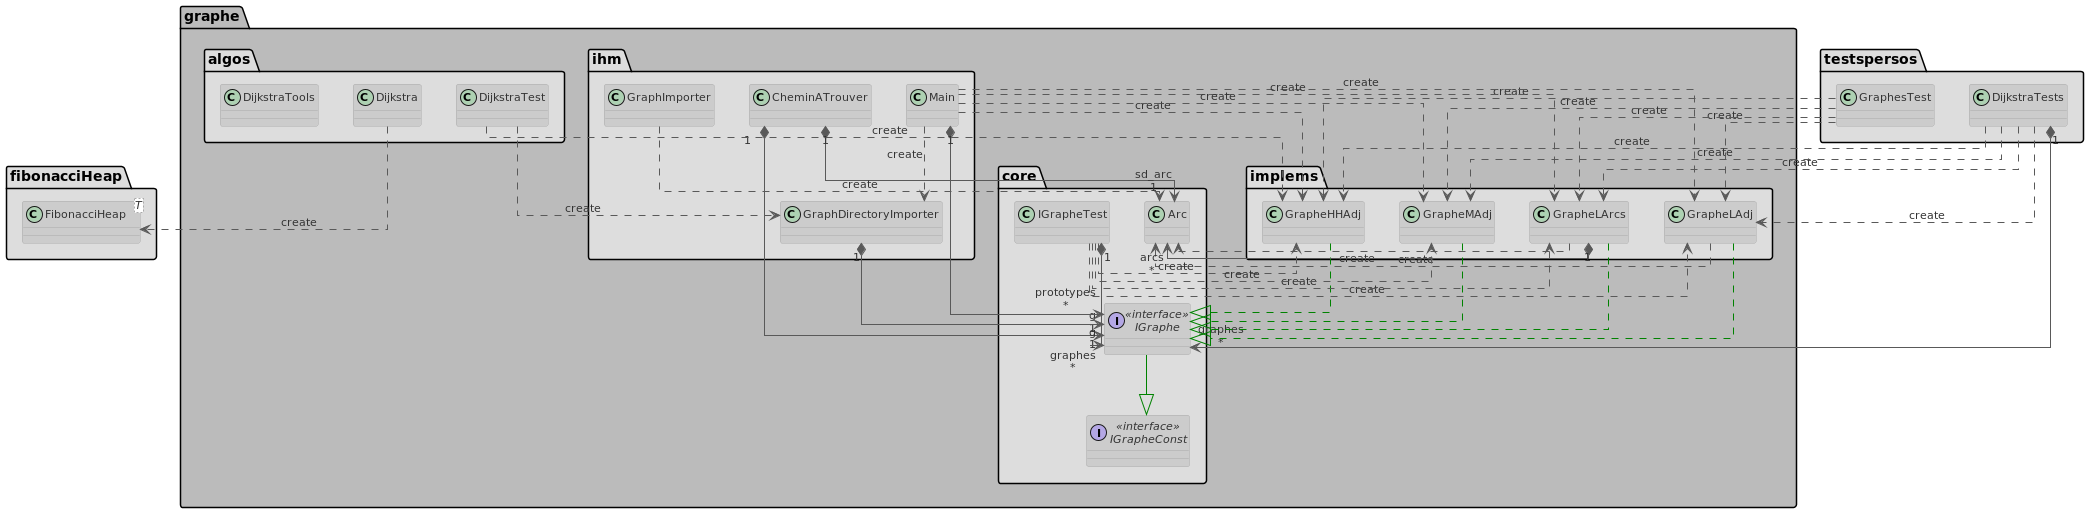 graphe
algos
C DijkstraTools
C Dijkstra
C DijkstraTest
ihm
C GraphImporter
C CheminATrouver
C Main
testspersos
C GraphesTest
C DijkstraTests
create
create
create
create
create
create
create
create
create
1
1
1
1
create
create
create
create
fibonacciHeap
C FibonacciHeap
T
create
create
create
C GraphDirectoryImporter
1
core
sd_arc
1
C IGrapheTest
C Arc
implems
C GrapheHHAdj
C GrapheMAdj
C GrapheLArcs
C GrapheLAdj
create
1
1
arcs
*
create
create
create
create
create
create
prototypes
*
g
1
g
1
graphes
*
I «interface»
IGraphe
graphes
*
I «interface»
IGrapheConst